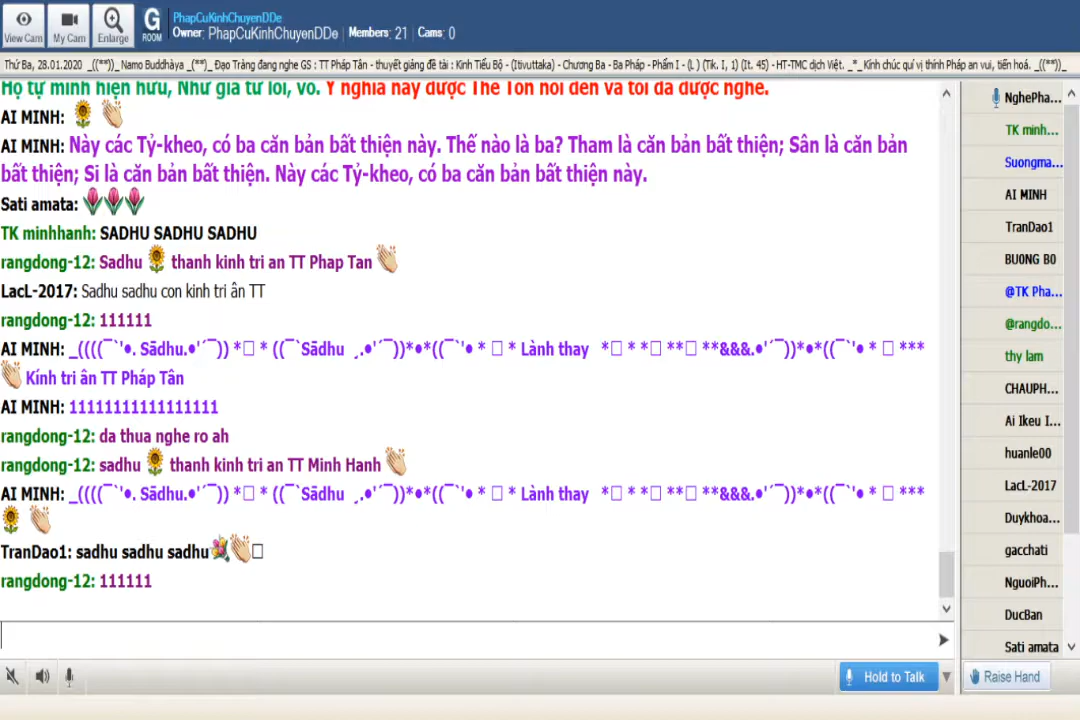 View Cam
My Cam
Enlarge
G
ROOM
PhapCuKinhChuyenDDe
Owner: PhapCuKinhChuyenDDe Members: 21 Cams: 0
Thứ Ba, 28.01.2020 _((**))_ Namo Buddhàya _(**)_ Đạo Tràng đang nghe GS : TT Pháp Tân - thuyết giảng đề tài : Kinh Tiểu Bộ - (Itivuttaka) - Chương Ba - Ba Pháp - Phẩm I - (L ) (Tik. I, 1) (It. 45) - HT-TMC dịch Việt. _*_ Kính chúc quí vị thính Pháp an vui, tiến hoá. _((**))_
Họ tự mình hiện hữu, Như giả từ lõi, vỏ. Ý nghĩa này được Thế Tôn nói đến và tôi đã được nghe.
AI MINH:
AI MINH: Này các Tỷ-kheo, có ba căn bản bất thiện này. Thế nào là ba? Tham là căn bản bất thiện; Sân là căn bản
bất thiện; Si là căn bản bất thiện. Này các Tỷ-kheo, có ba căn bản bất thiện này.
Sati amata:
TK minhhanh: SADHU SADHU SADHU
rangdong-12: Sadhu thanh kinh tri an TT Phap Tan
LacL-2017: Sadhu sadhu con kinh tri ân TT
rangdong-12: 111111
AI MINH: _((((¯`'•. Sādhu.•'´¯)) *□ * ((¯`Sādhu ¸.•'´¯))*•*((¯`'• * □ * Lành thay *□ * *□ **□ **&&&.•'´¯))*•*((¯`'• * □ ***
Kính tri ân TT Pháp Tân
AI MINH: 11111111111111111
rangdong-12: da thua nghe ro ah
rangdong-12: sadhu thanh kinh tri an TT Minh Hanh
AI MINH: _((((¯`'•. Sādhu.•'´¯)) *□ * ((¯`Sādhu ¸.•'´¯))*•*((¯`'• * □ * Lành thay *□ * *□ **□ **&&&.•'´¯))*•*((¯`'• * □ ***
TranDao1: sadhu sadhu sadhu □
rangdong-12: 111111
Hold to Talk
NghePha...
TK minh...
Suongma...
AI MINH
TranDao1
BUONG BO
@TK Pha...
@rangdo...
thy lam
CHAUPH...
Ai Ikeu I...
huanle00
LacL-2017
Duykhoa...
gacchati
NguoiPh...
DucBan
Sati amata
Raise Hand